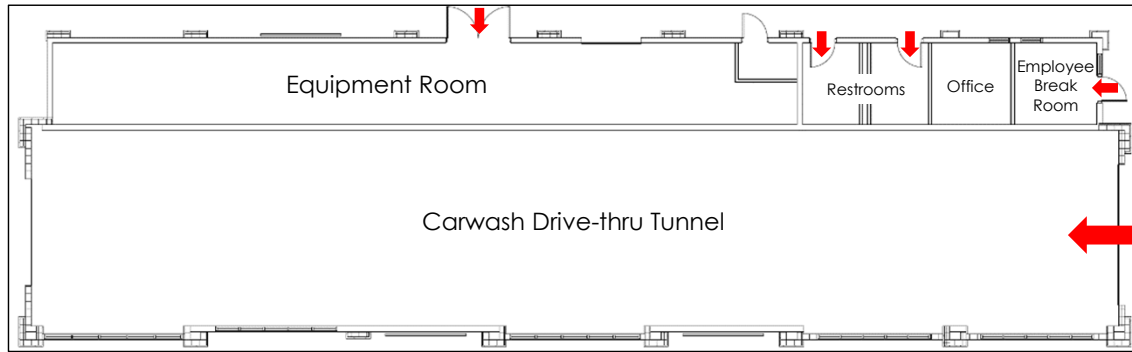 Equipment Room
Restrooms
Office
Employee
Break
Room
Carwash Drive-thru Tunnel